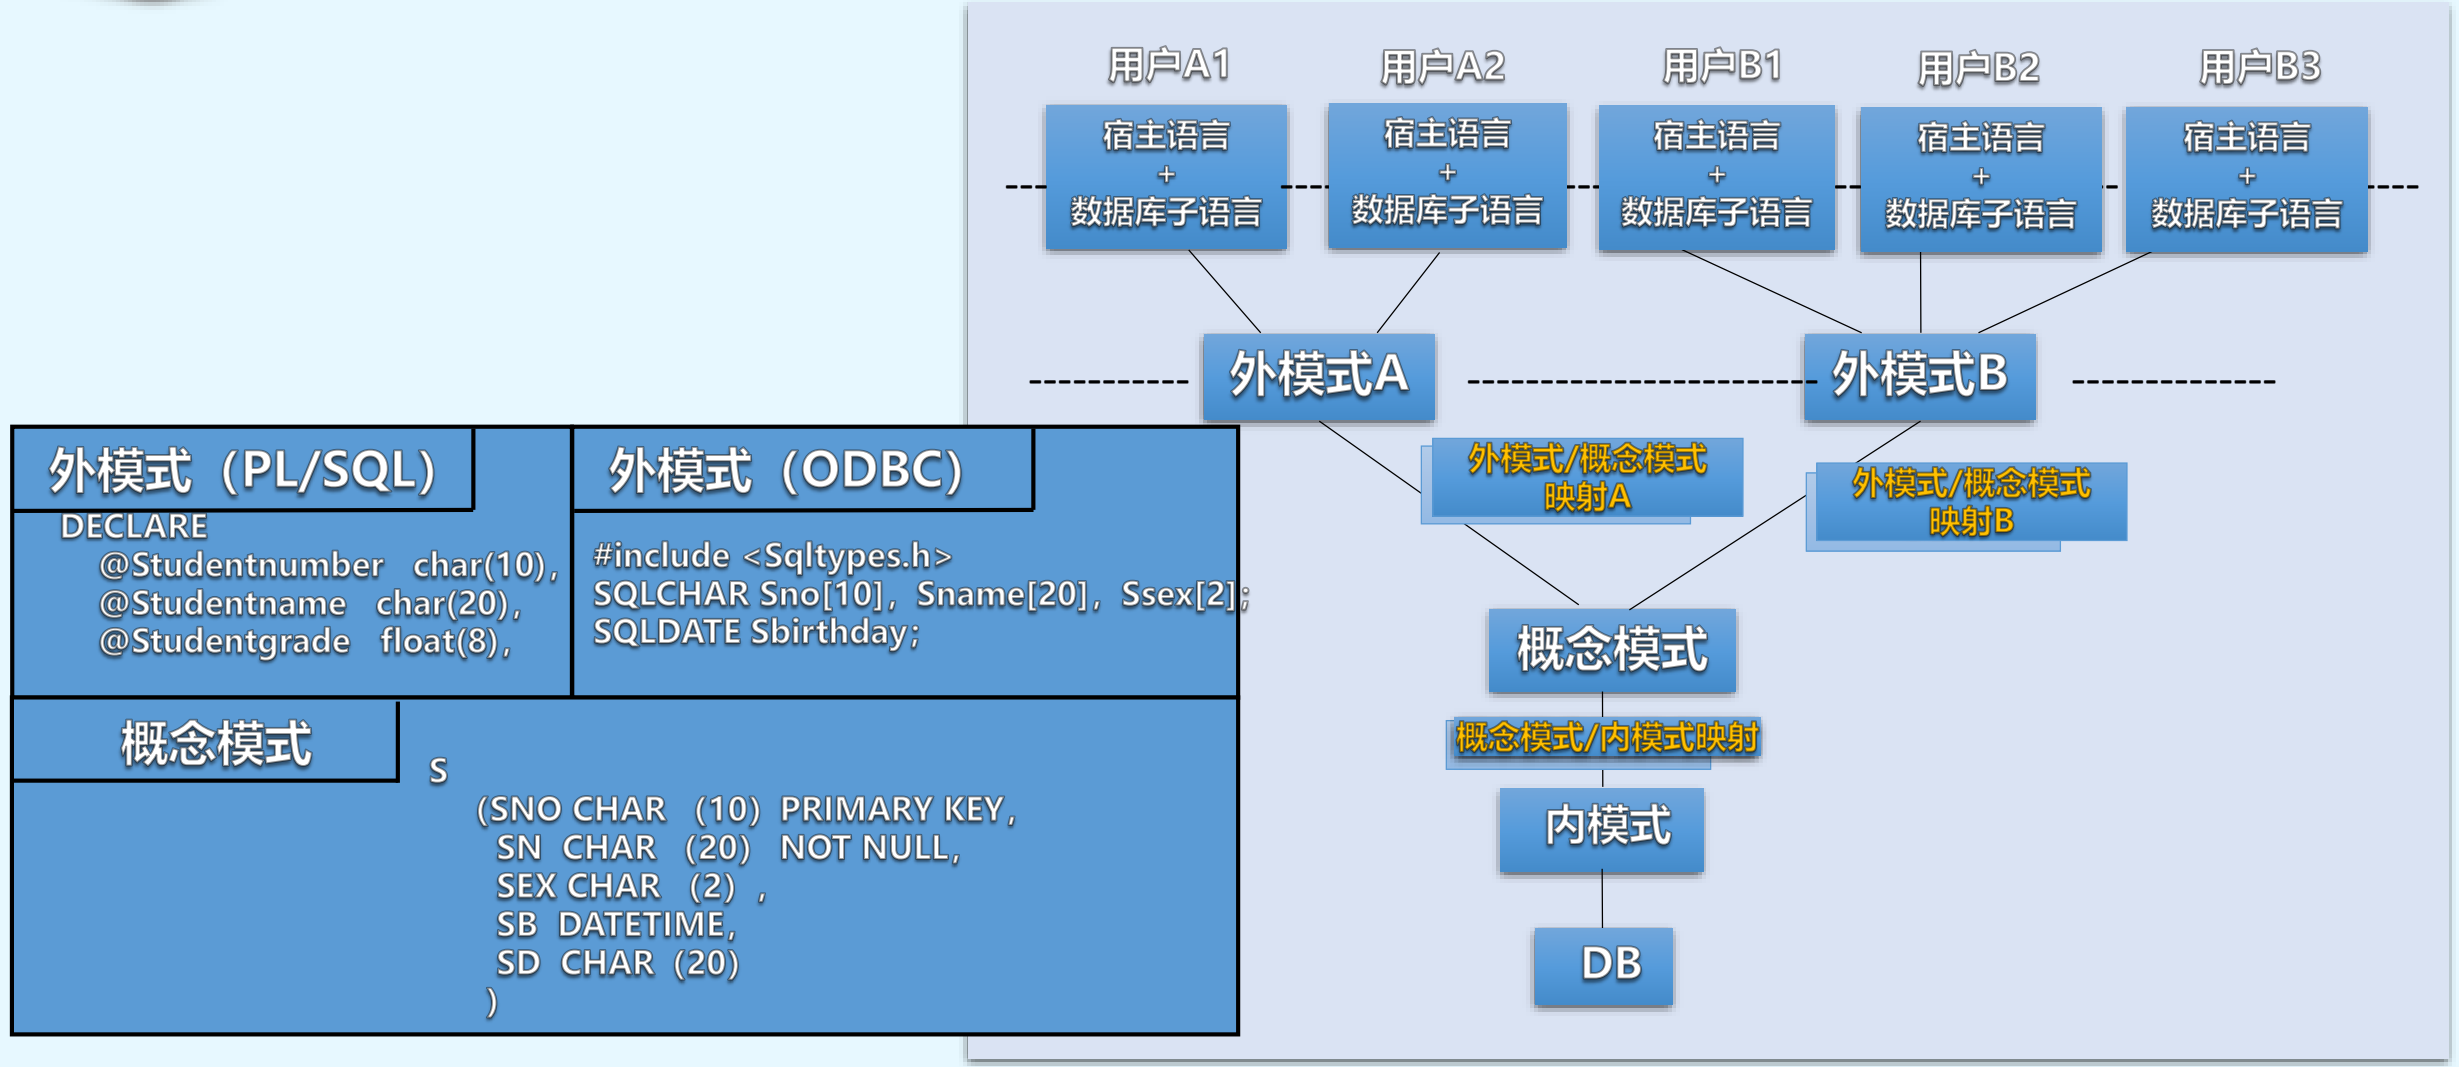 用户A1
用户A2
用户B1
用户B2
用户B3
宿主语言
+
数据库子语言
宿主语言
+
数据库子语言
宿主语言
+
数据库子语言
宿主语言
+
数据库子语言
宿主语言
+
数据库子语言
外模式A
外模式B
外模式/概念模式
映射A
外模式/概念模式
映射B
概念模式
概念模式/内模式映射
内模式
DB
外模式（PL/SQL）
DECLARE
@Studentnumber char(10),
@Studentname char(20),
@Studentgrade float(8),
外模式（ODBC）
#include <Sqltypes.h>
SQLCHAR Sno[10], Sname[20], Ssex[2];
SQLDATE Sbirthday;
概念模式
S
(SNO CHAR （10）PRIMARY KEY,
SN CHAR （20） NOT NULL,
SEX CHAR （2）,
SB DATETIME,
SD CHAR（20）
)